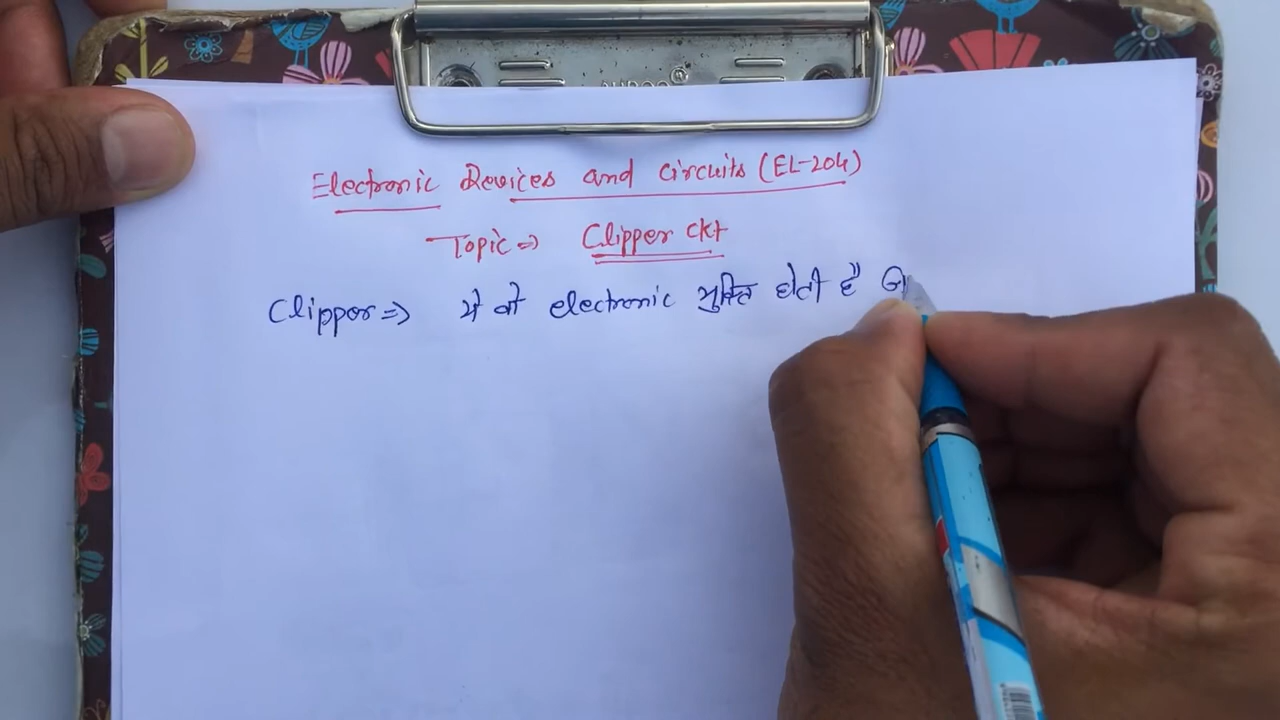 Electronic Devices and Circuits (EL-204)
Topic => Clipper ckt
Clipper => ये वो electronic युक्ति होती है